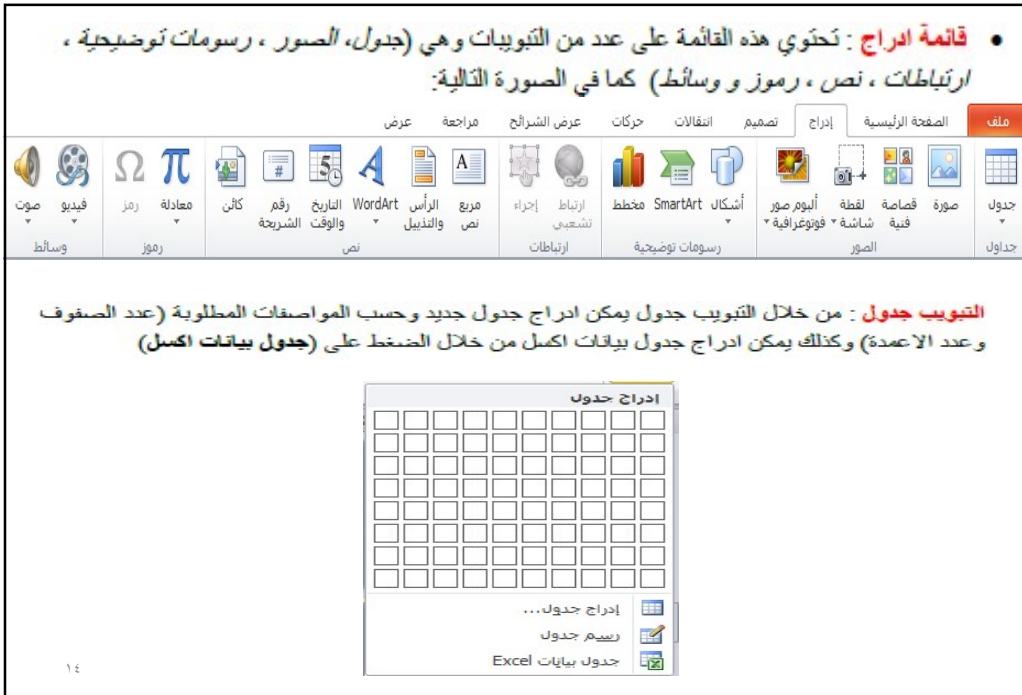 • قائمة ادراج : تحتوي هذه القائمة على عدد من التبويبات و هي (جدول، الصور ، رسومات توضيحية ،
ارتباطات ، نص ، رموز و وسائط) كما في الصورة التالية:
ملف الصفحة الرئيسية إدراج تصميم انتقالات حركات عرض الشرائح مراجعة عرض
جدول صورة قصاصة فنية لقطة شاشة ألبوم صور فوتوغرافية أشكال SmartArt مخطط ارتباط تشعبي إجراء مربع نص الرأس والتذييل WordArt التاريخ والوقت رقم الشريحة كائن معادلة رمز فيديو صوت
جداول الصور رسومات توضيحية ارتباطات نص رموز وسائط
التبويب جدول : من خلال التبويب جدول يمكن ادراج جدول جديد و حسب المواصفات المطلوبة (عدد الصفوف
و عدد الاعمدة) وكذلك يمكن ادراج جدول بيانات اكسل من خلال الضغط على (جدول بيانات اكسل)
إدراج جدول
إدراج جدول...
رسم جدول
جدول بيانات Excel
١٤